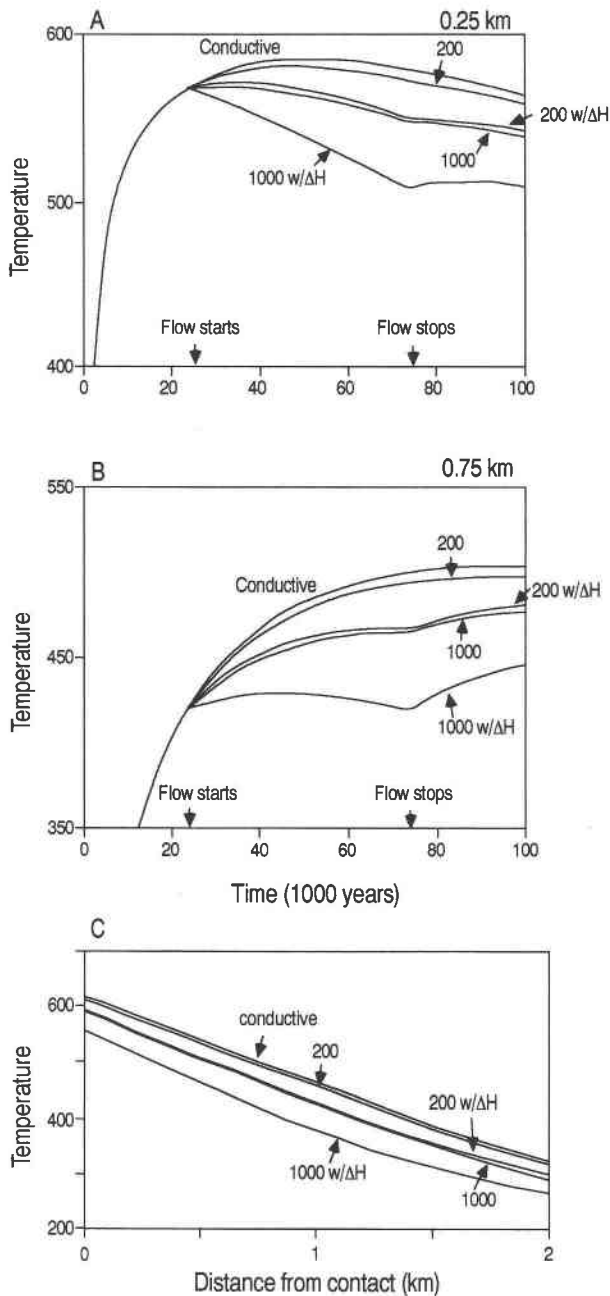 A
0.25 km
600
Conductive
200
200 w/ΔH
1000
1000 w/ΔH
500
Temperature
Flow starts
Flow stops
400
0 20 40 60 80 100
B
0.75 km
550
200
Conductive
200 w/ΔH
1000
450
Temperature
1000 w/ΔH
Flow starts
Flow stops
350
0 20 40 60 80 100
Time (1000 years)
C
600
conductive
200
Temperature
400
200 w/ΔH
1000 w/ΔH
1000
200
0 1 2
Distance from contact (km)